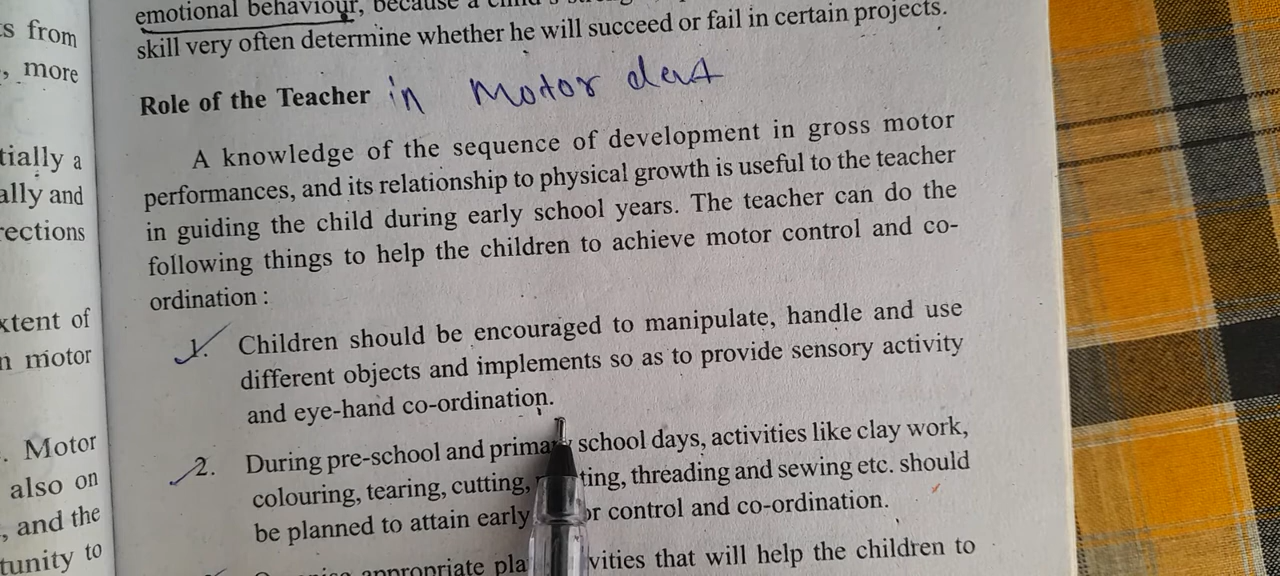 emotional behaviour, because a child's
skill very often determine whether he will succeed or fail in certain projects.
Role of the Teacher in Motor devt
A knowledge of the sequence of development in gross motor
performances, and its relationship to physical growth is useful to the teacher
in guiding the child during early school years. The teacher can do the
following things to help the children to achieve motor control and co-
ordination :
1. Children should be encouraged to manipulate, handle and use
different objects and implements so as to provide sensory activity
and eye-hand co-ordination.
2. During pre-school and primary school days, activities like clay work,
colouring, tearing, cutting, threading and sewing etc. should
be planned to attain early control and co-ordination.
appropriate that will help the children to
s from
, more
tially a
ally and
rections
xtent of
n motor
. Motor
also on
, and the
tunity to